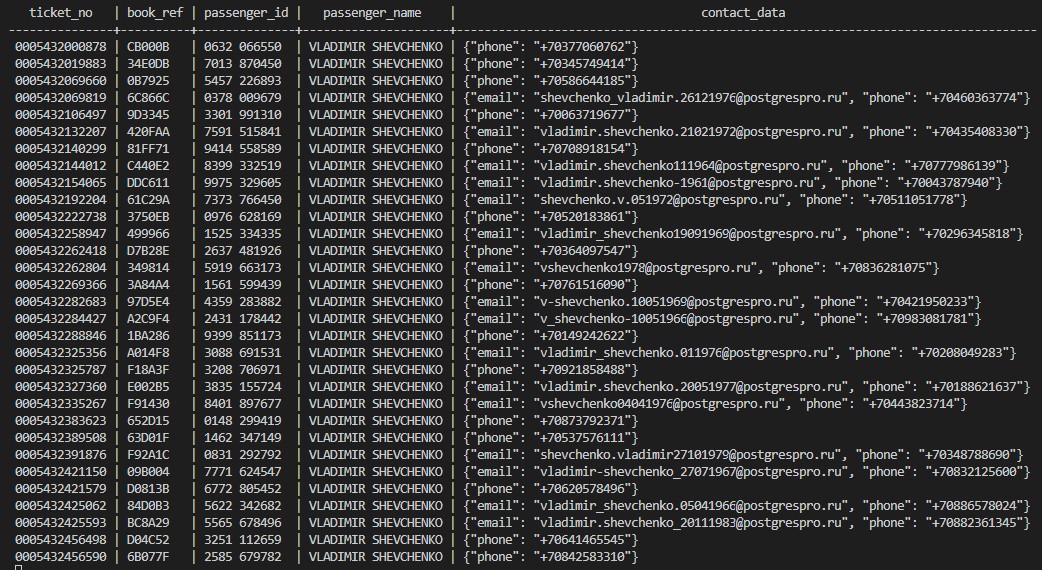 ticket_no | book_ref | passenger_id | passenger_name | contact_data
0005432000878 | CB000B | 0632 066550 | VLADIMIR SHEVCHENKO | {"phone": "+70377060762"}
0005432019883 | 34E0DB | 7013 870450 | VLADIMIR SHEVCHENKO | {"phone": "+70345749414"}
0005432069660 | 0B7925 | 5457 226893 | VLADIMIR SHEVCHENKO | {"phone": "+70586644185"}
0005432069819 | 6C866C | 0378 009679 | VLADIMIR SHEVCHENKO | {"email": "shevchenko_vladimir.26121976@postgrespro.ru", "phone": "+70460363774"}
0005432106497 | 9D3345 | 3301 991310 | VLADIMIR SHEVCHENKO | {"phone": "+70063719677"}
0005432132207 | 420FAA | 7591 515841 | VLADIMIR SHEVCHENKO | {"email": "vladimir.shevchenko.21021972@postgrespro.ru", "phone": "+70435408330"}
0005432140299 | 81FF71 | 9414 558589 | VLADIMIR SHEVCHENKO | {"phone": "+70708918154"}
0005432144012 | C440E2 | 8399 332519 | VLADIMIR SHEVCHENKO | {"email": "vladimir.shevchenko111964@postgrespro.ru", "phone": "+70777986139"}
0005432154065 | DDC611 | 9975 329605 | VLADIMIR SHEVCHENKO | {"email": "vladimir.shevchenko-1961@postgrespro.ru", "phone": "+70043787940"}
0005432192204 | 61C29A | 7373 766450 | VLADIMIR SHEVCHENKO | {"email": "shevchenko.v.051972@postgrespro.ru", "phone": "+70511051778"}
0005432222738 | 3750EB | 0976 628169 | VLADIMIR SHEVCHENKO | {"phone": "+70520183861"}
0005432258947 | 499966 | 1525 334335 | VLADIMIR SHEVCHENKO | {"email": "vladimir_shevchenko19091969@postgrespro.ru", "phone": "+70296345818"}
0005432262418 | D7B28E | 2637 481926 | VLADIMIR SHEVCHENKO | {"phone": "+70364097547"}
0005432262804 | 349814 | 5919 663173 | VLADIMIR SHEVCHENKO | {"email": "vshevchenko1978@postgrespro.ru", "phone": "+70836281075"}
0005432269366 | 3A84A4 | 1561 599439 | VLADIMIR SHEVCHENKO | {"phone": "+70761516090"}
0005432282683 | 97D5E4 | 4359 283882 | VLADIMIR SHEVCHENKO | {"email": "v-shevchenko.10051969@postgrespro.ru", "phone": "+70421950233"}
0005432284427 | A2C9F4 | 2431 178442 | VLADIMIR SHEVCHENKO | {"email": "v_shevchenko-10051966@postgrespro.ru", "phone": "+70983081781"}
0005432288846 | 1BA286 | 9399 851173 | VLADIMIR SHEVCHENKO | {"phone": "+70149242622"}
0005432325356 | A014F8 | 3088 691531 | VLADIMIR SHEVCHENKO | {"email": "vladimir_shevchenko.011976@postgrespro.ru", "phone": "+70208049283"}
0005432325787 | F18A3F | 3208 706971 | VLADIMIR SHEVCHENKO | {"phone": "+70921858488"}
0005432327360 | E002B5 | 3835 155724 | VLADIMIR SHEVCHENKO | {"email": "vladimir.shevchenko.20051977@postgrespro.ru", "phone": "+70188621637"}
0005432335267 | F91430 | 8401 897677 | VLADIMIR SHEVCHENKO | {"email": "vshevchenko04041976@postgrespro.ru", "phone": "+70443823714"}
0005432383623 | 652D15 | 0148 299419 | VLADIMIR SHEVCHENKO | {"phone": "+70873792371"}
0005432389508 | 63D01F | 1462 347149 | VLADIMIR SHEVCHENKO | {"phone": "+70537576111"}
0005432391876 | F92A1C | 0831 292792 | VLADIMIR SHEVCHENKO | {"email": "shevchenko.vladimir27101979@postgrespro.ru", "phone": "+70348788690"}
0005432421150 | 09B004 | 7771 624547 | VLADIMIR SHEVCHENKO | {"email": "vladimir-shevchenko_27071967@postgrespro.ru", "phone": "+70832125600"}
0005432421579 | D0813B | 6772 805452 | VLADIMIR SHEVCHENKO | {"phone": "+70620578496"}
0005432425062 | 84D0B3 | 5622 342682 | VLADIMIR SHEVCHENKO | {"email": "vladimir_shevchenko.05041966@postgrespro.ru", "phone": "+70886578024"}
0005432425593 | BC8A29 | 5565 678496 | VLADIMIR SHEVCHENKO | {"email": "vladimir.shevchenko_20111983@postgrespro.ru", "phone": "+70882361345"}
0005432456498 | D04C52 | 3251 112659 | VLADIMIR SHEVCHENKO | {"phone": "+70641465545"}
0005432456590 | 6B077F | 2585 679782 | VLADIMIR SHEVCHENKO | {"phone": "+70842583310"}